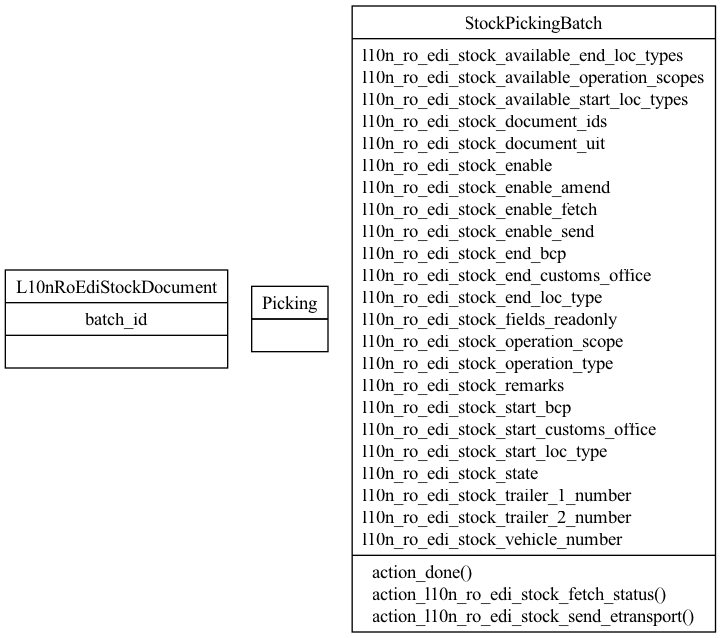 L10nRoEdiStockDocument
batch_id
Picking
StockPickingBatch
l10n_ro_edi_stock_available_end_loc_types
l10n_ro_edi_stock_available_operation_scopes
l10n_ro_edi_stock_available_start_loc_types
l10n_ro_edi_stock_document_ids
l10n_ro_edi_stock_document_uit
l10n_ro_edi_stock_enable
l10n_ro_edi_stock_enable_amend
l10n_ro_edi_stock_enable_fetch
l10n_ro_edi_stock_enable_send
l10n_ro_edi_stock_end_bcp
l10n_ro_edi_stock_end_customs_office
l10n_ro_edi_stock_end_loc_type
l10n_ro_edi_stock_fields_readonly
l10n_ro_edi_stock_operation_scope
l10n_ro_edi_stock_operation_type
l10n_ro_edi_stock_remarks
l10n_ro_edi_stock_start_bcp
l10n_ro_edi_stock_start_customs_office
l10n_ro_edi_stock_start_loc_type
l10n_ro_edi_stock_state
l10n_ro_edi_stock_trailer_1_number
l10n_ro_edi_stock_trailer_2_number
l10n_ro_edi_stock_vehicle_number
action_done()
action_l10n_ro_edi_stock_fetch_status()
action_l10n_ro_edi_stock_send_etransport()